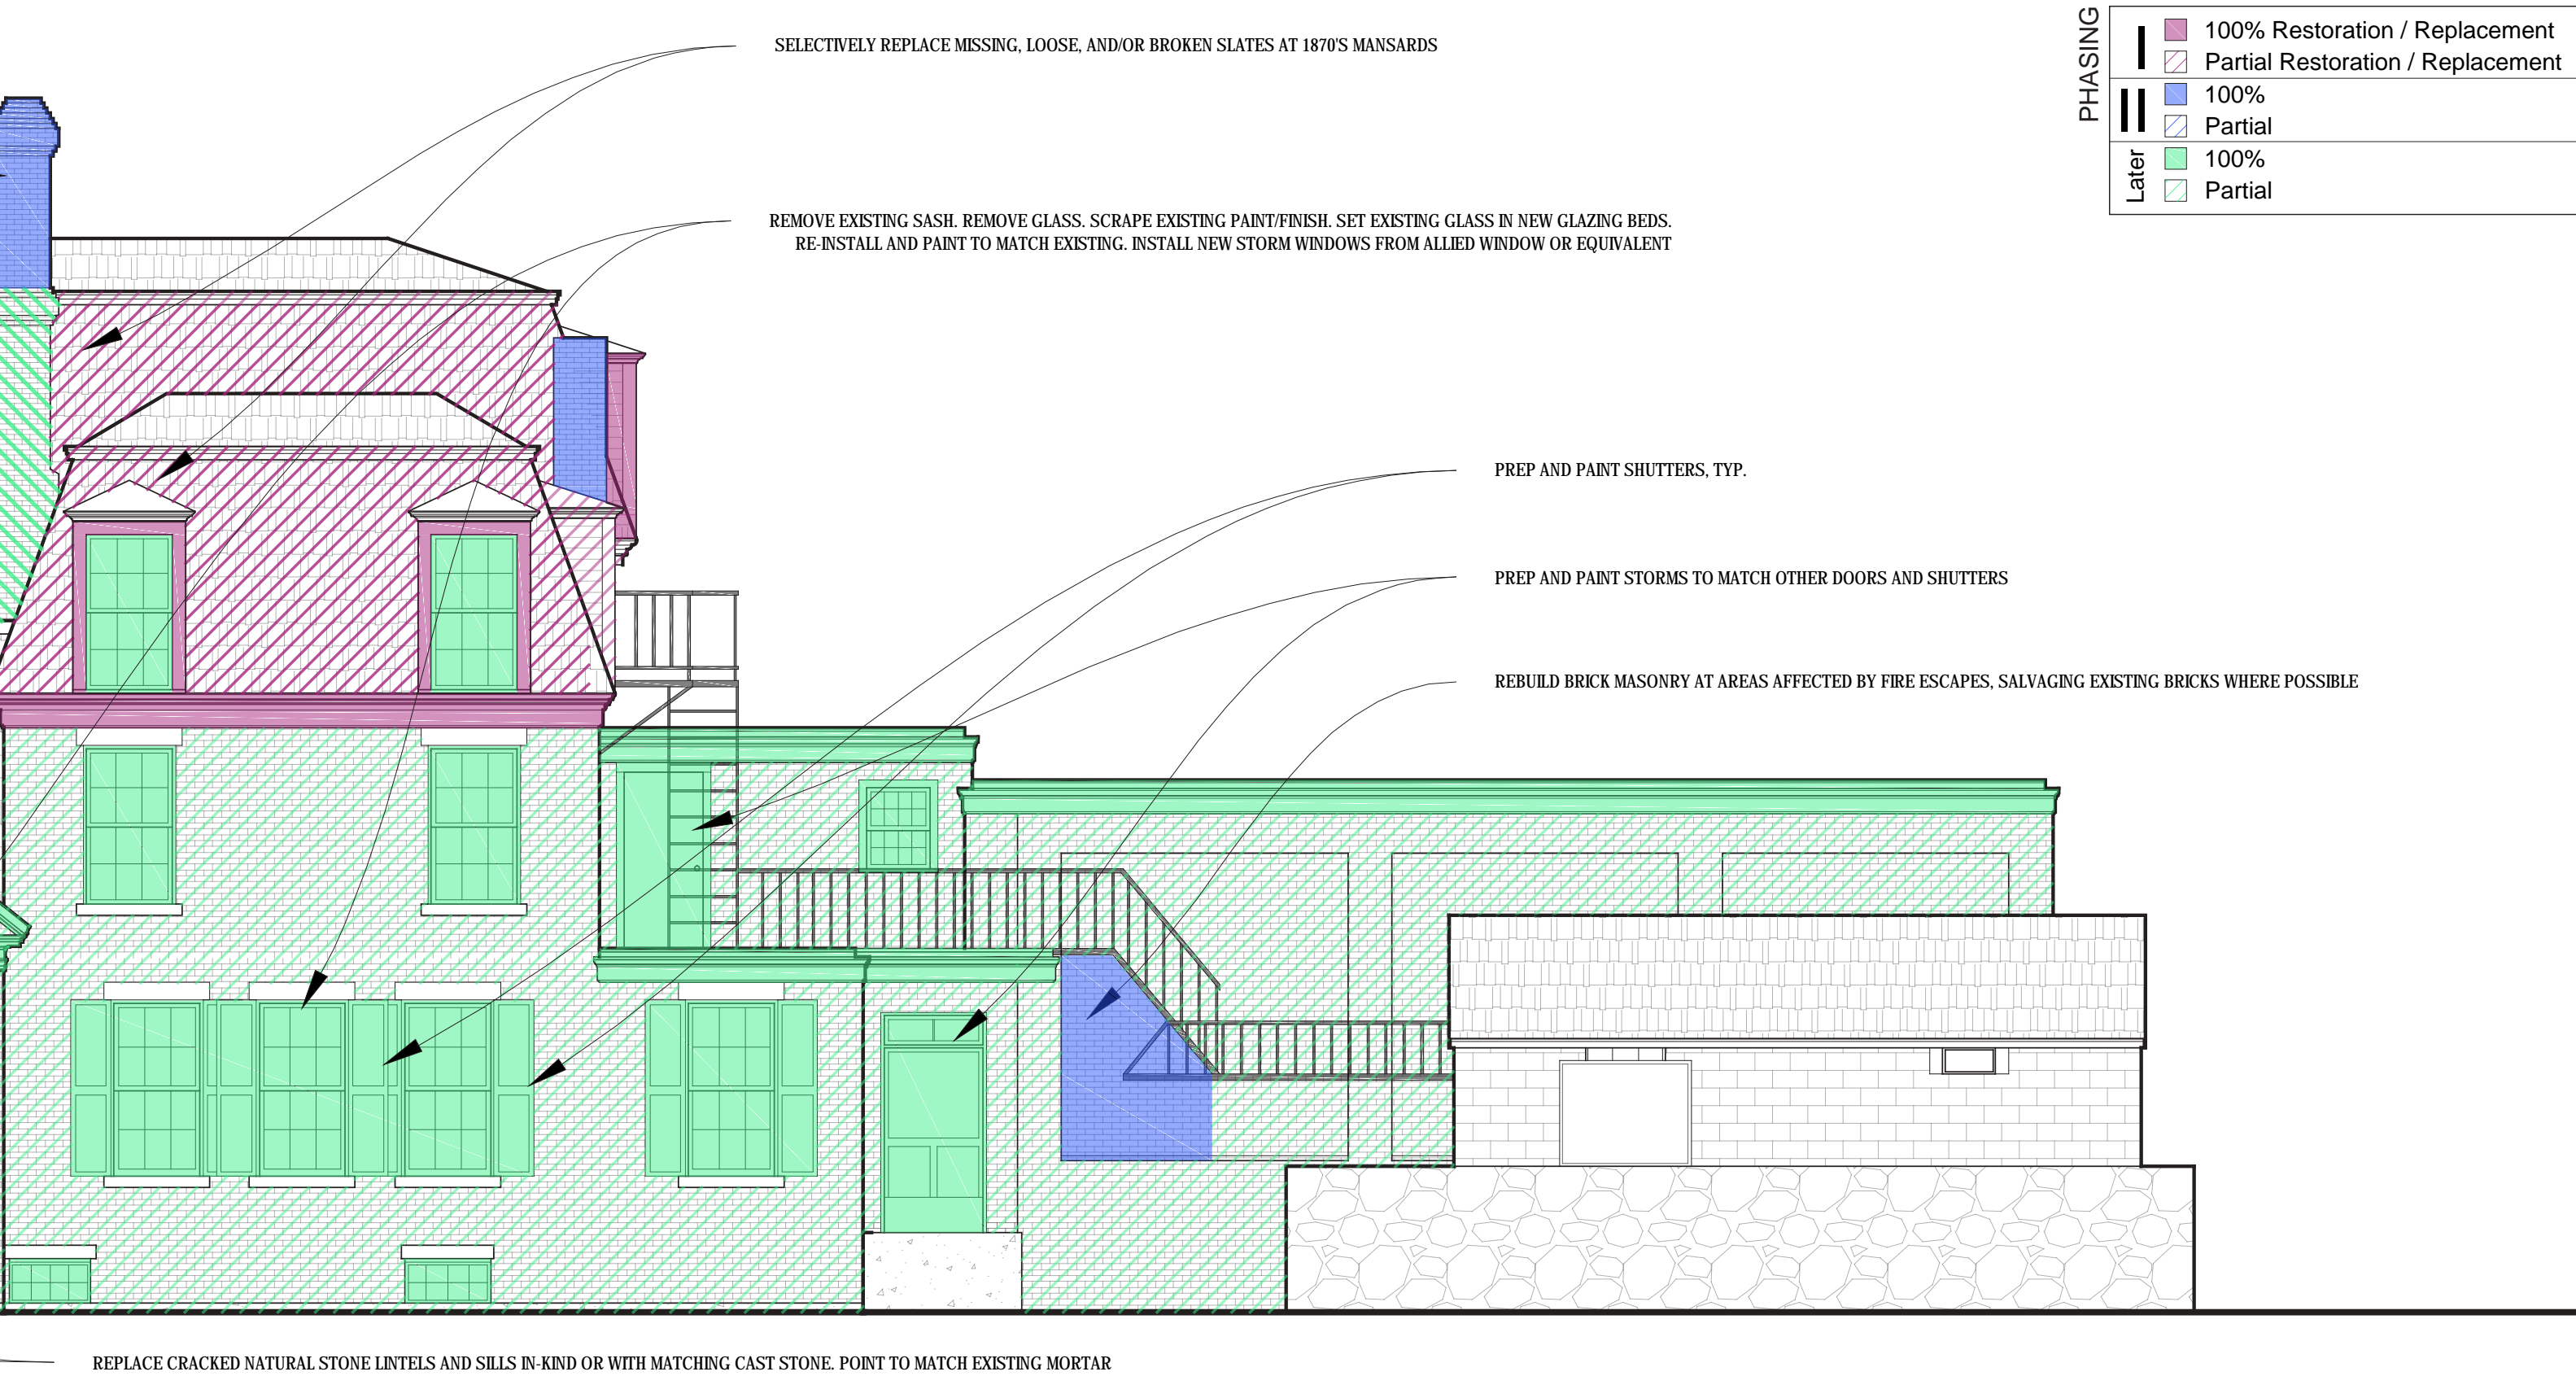 SELECTIVELY REPLACE MISSING, LOOSE, AND/OR BROKEN SLATES AT 1870'S MANSARDS
PHASING
I
100% Restoration / Replacement
Partial Restoration / Replacement
II
100%
Partial
Later
100%
Partial
REMOVE EXISTING SASH. REMOVE GLASS. SCRAPE EXISTING PAINT/FINISH. SET EXISTING GLASS IN NEW GLAZING BEDS.
RE-INSTALL AND PAINT TO MATCH EXISTING. INSTALL NEW STORM WINDOWS FROM ALLIED WINDOW OR EQUIVALENT
PREP AND PAINT SHUTTERS, TYP.
PREP AND PAINT STORMS TO MATCH OTHER DOORS AND SHUTTERS
REBUILD BRICK MASONRY AT AREAS AFFECTED BY FIRE ESCAPES, SALVAGING EXISTING BRICKS WHERE POSSIBLE
REPLACE CRACKED NATURAL STONE LINTELS AND SILLS IN-KIND OR WITH MATCHING CAST STONE. POINT TO MATCH EXISTING MORTAR